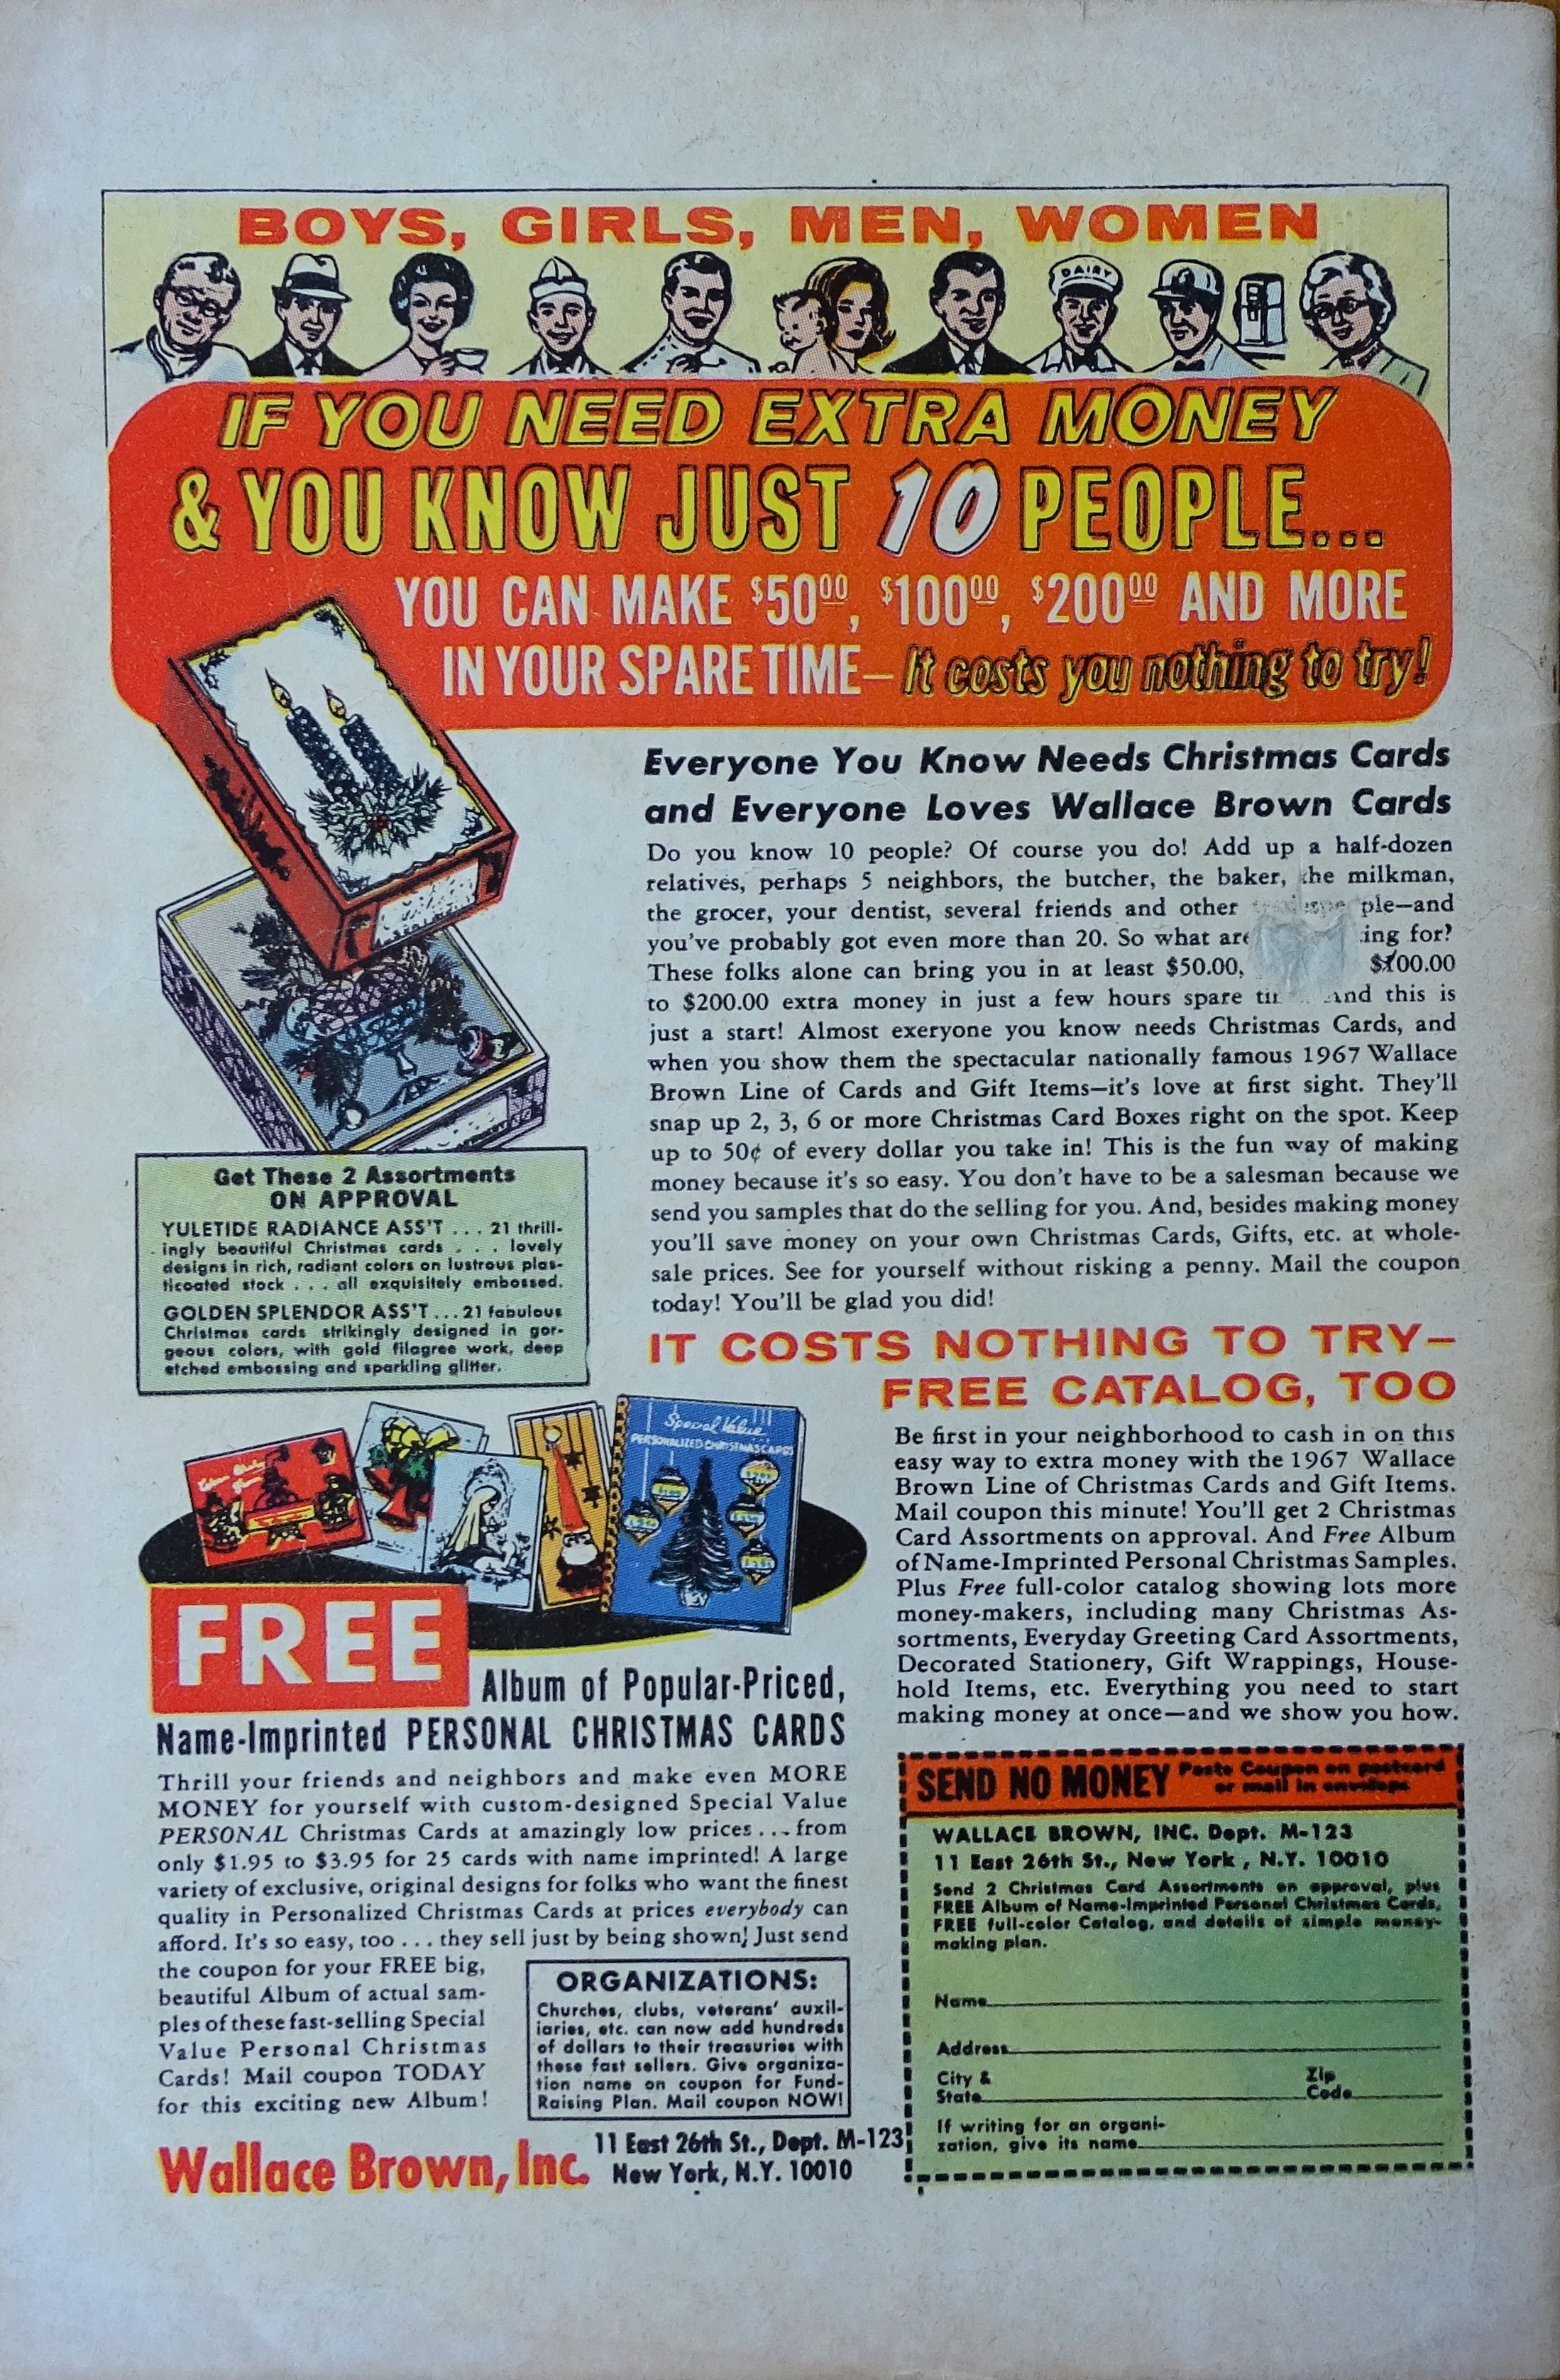 BOYS, GIRLS, MEN, WOMEN
DAIRY
IF YOU NEED EXTRA MONEY
& YOU KNOW JUST 10 PEOPLE...
YOU CAN MAKE $50.00, $100.00, $200.00 AND MORE
IN YOUR SPARE TIME—It costs you nothing to try!
Everyone You Know Needs Christmas Cards
and Everyone Loves Wallace Brown Cards
Do you know 10 people? Of course you do! Add up a half-dozen
relatives, perhaps 5 neighbors, the butcher, the baker, the milkman,
the grocer, your dentist, several friends and other ple—and
you've probably got even more than 20. So what are ing for?
These folks alone can bring you in at least $50.00, $100.00
to $200.00 extra money in just a few hours spare And this is
just a start! Almost exeryone you know needs Christmas Cards, and
when you show them the spectacular nationally famous 1967 Wallace
Brown Line of Cards and Gift Items—it's love at first sight. They'll
snap up 2, 3, 6 or more Christmas Card Boxes right on the spot. Keep
up to 50¢ of every dollar you take in! This is the fun way of making
money because it's so easy. You don't have to be a salesman because we
send you samples that do the selling for you. And, besides making money
you'll save money on your own Christmas Cards, Gifts, etc. at whole-
sale prices. See for yourself without risking a penny. Mail the coupon
today! You'll be glad you did!
Get These 2 Assortments
ON APPROVAL
YULETIDE RADIANCE ASS'T . . . 21 thrill-
ingly beautiful Christmas cards . . . lovely
designs in rich, radiant colors on lustrous plas-
ticoated stock . . . all exquisitely embossed.
GOLDEN SPLENDOR ASS'T . . . 21 fabulous
Christmas cards strikingly designed in gor-
geous colors, with gold filagree work, deep
etched embossing and sparkling glitter.
IT COSTS NOTHING TO TRY—
FREE CATALOG, TOO
Be first in your neighborhood to cash in on this
easy way to extra money with the 1967 Wallace
Brown Line of Christmas Cards and Gift Items.
Mail coupon this minute! You'll get 2 Christmas
Card Assortments on approval. And Free Album
of Name-Imprinted Personal Christmas Samples.
Plus Free full-color catalog showing lots more
money-makers, including many Christmas As-
sortments, Everyday Greeting Card Assortments,
Decorated Stationery, Gift Wrappings, House-
hold Items, etc. Everything you need to start
making money at once—and we show you how.
Special Value
PERSONALIZED CHRISTMAS CARDS
FREE
Album of Popular-Priced,
Name-Imprinted PERSONAL CHRISTMAS CARDS
Thrill your friends and neighbors and make even MORE
MONEY for yourself with custom-designed Special Value
PERSONAL Christmas Cards at amazingly low prices . . . from
only $1.95 to $3.95 for 25 cards with name imprinted! A large
variety of exclusive, original designs for folks who want the finest
quality in Personalized Christmas Cards at prices everybody can
afford. It's so easy, too . . . they sell just by being shown! Just send
the coupon for your FREE big,
beautiful Album of actual sam-
ples of these fast-selling Special
Value Personal Christmas
Cards! Mail coupon TODAY
for this exciting new Album!
ORGANIZATIONS:
Churches, clubs, veterans' auxil-
iaries, etc. can now add hundreds
of dollars to their treasuries with
these fast sellers. Give organiza-
tion name on coupon for Fund-
Raising Plan. Mail coupon NOW!
Wallace Brown, Inc.
11 East 26th St., Dept. M-123
New York, N.Y. 10010
SEND NO MONEY Paste Coupon on postcard
or mail in envelope
WALLACE BROWN, INC. Dept. M-123
11 East 26th St., New York, N.Y. 10010
Send 2 Christmas Card Assortments on approval, plus
FREE Album of Name-Imprinted Personal Christmas Cards,
FREE full-color Catalog, and details of simple money-
making plan.
Name
Address
City &
State
Zip
Code
If writing for an organi-
zation, give its name